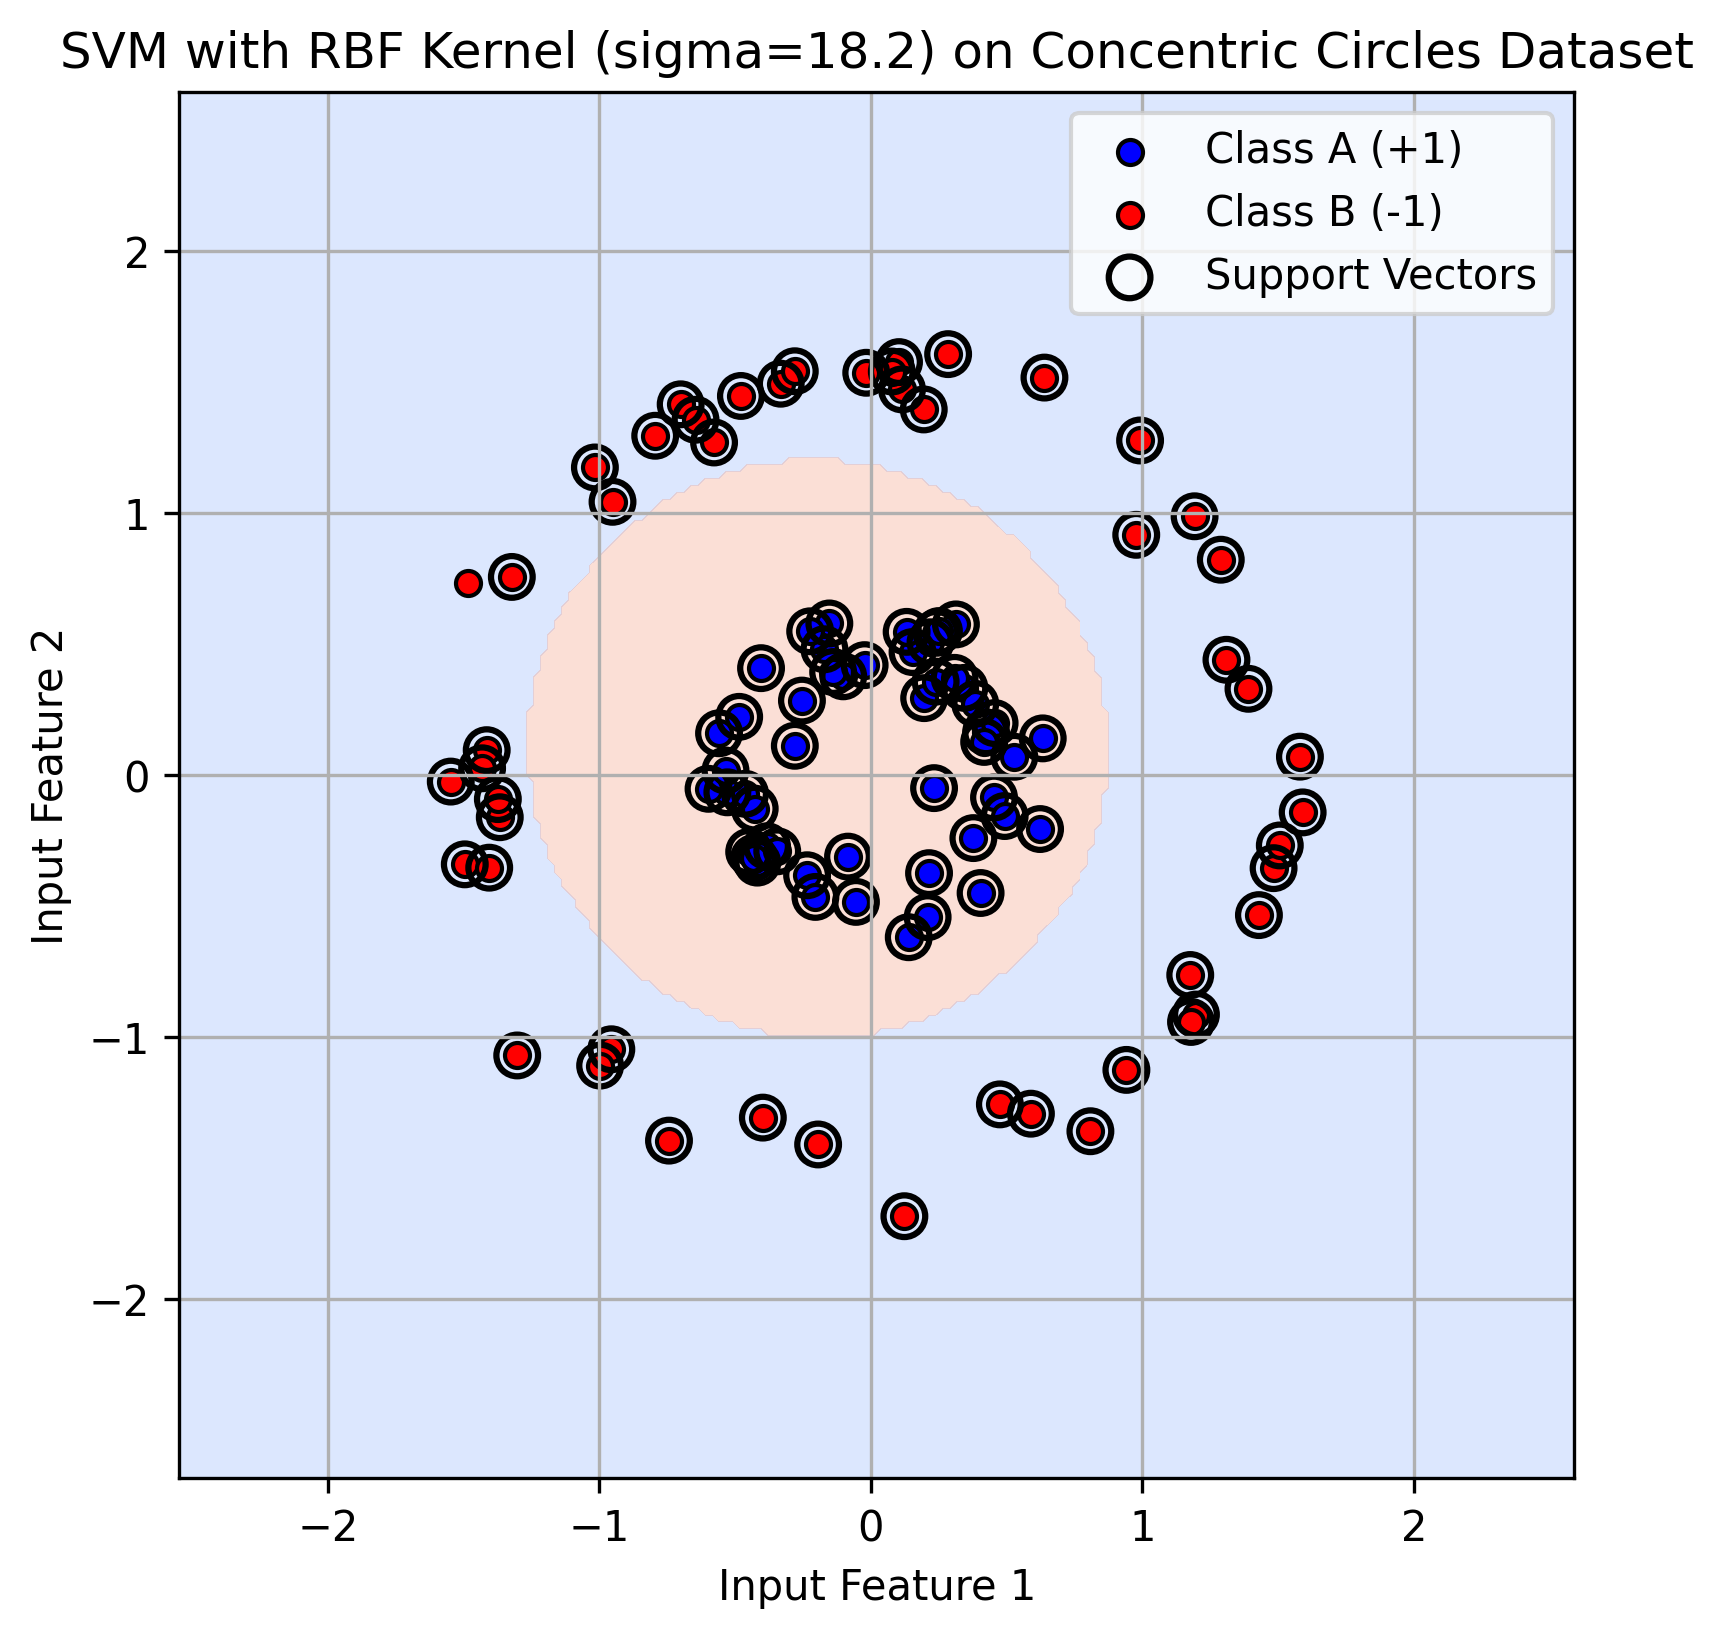 SVM with RBF Kernel (sigma=18.2) on Concentric Circles Dataset
Class A (+1)
Class B (-1)
Support Vectors
2
1
0
−1
−2
Input Feature 2
−2
−1
0
1
2
Input Feature 1